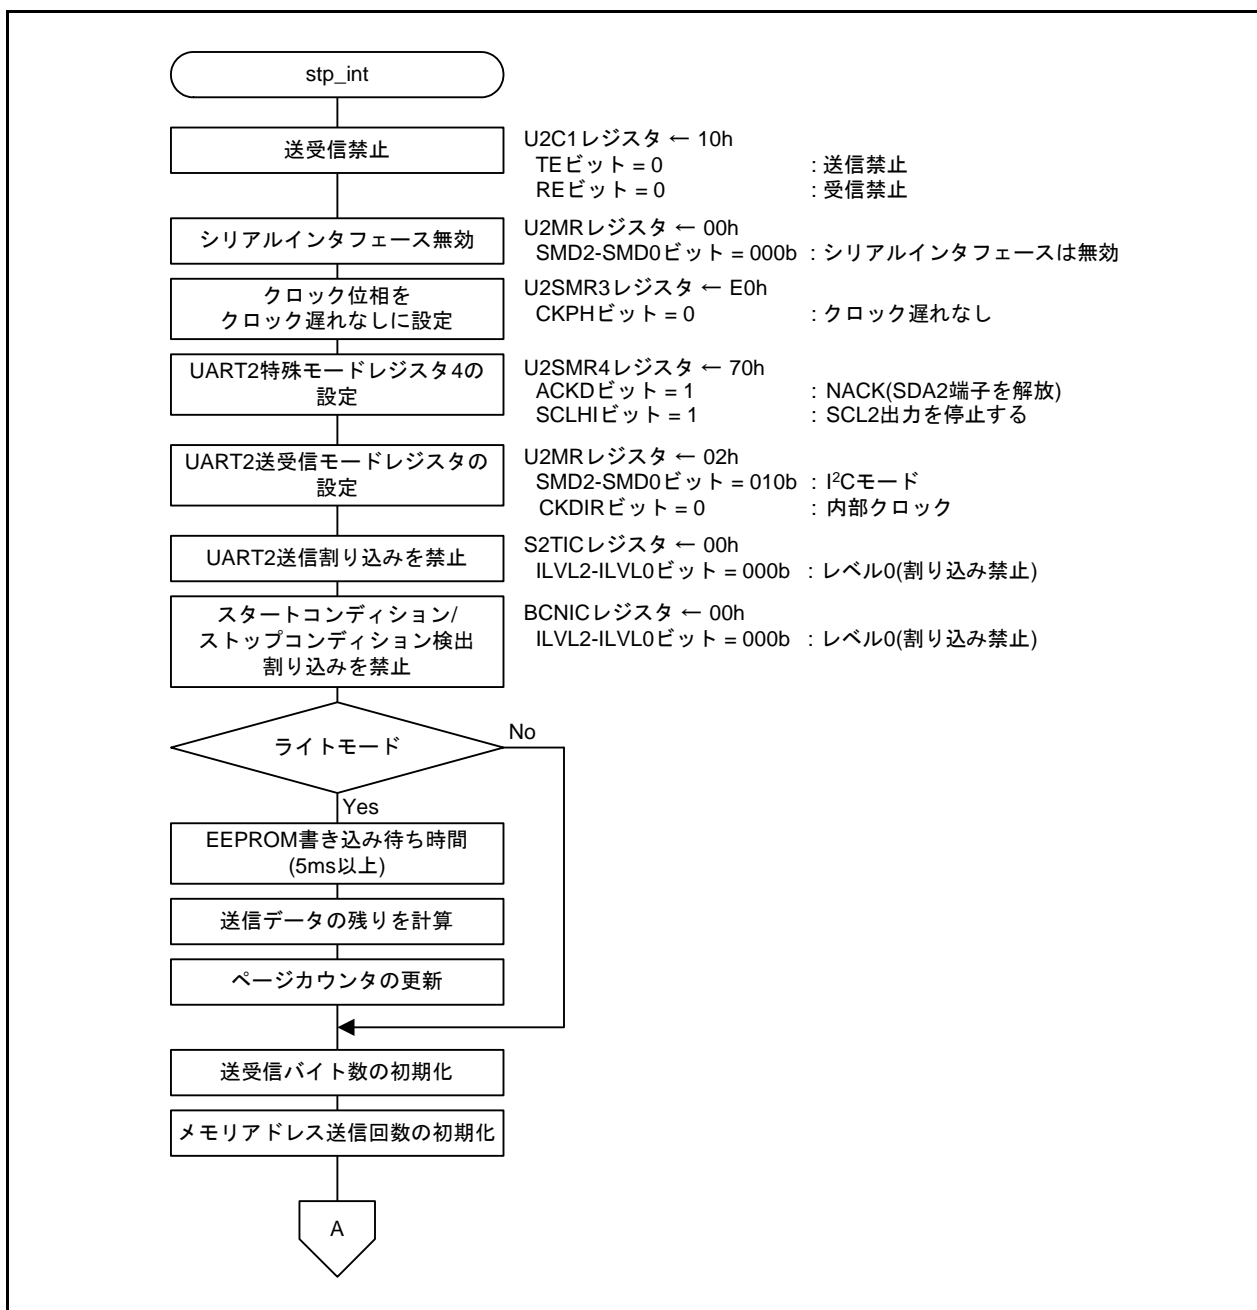 stp_int
送受信禁止
U2C1レジスタ ← 10h
TEビット = 0 : 送信禁止
REビット = 0 : 受信禁止
シリアルインタフェース無効
U2MRレジスタ ← 00h
SMD2-SMD0ビット = 000b : シリアルインタフェースは無効
クロック位相を
クロック遅れなしに設定
U2SMR3レジスタ ← E0h
CKPHビット = 0 : クロック遅れなし
UART2特殊モードレジスタ4の
設定
U2SMR4レジスタ ← 70h
ACKDビット = 1 : NACK(SDA2端子を解放)
SCLHIビット = 1 : SCL2出力を停止する
UART2送受信モードレジスタの
設定
U2MRレジスタ ← 02h
SMD2-SMD0ビット = 010b : I²Cモード
CKDIRビット = 0 : 内部クロック
UART2送信割り込みを禁止
S2TICレジスタ ← 00h
ILVL2-ILVL0ビット = 000b : レベル0(割り込み禁止)
スタートコンディション/
ストップコンディション検出
割り込みを禁止
BCNICレジスタ ← 00h
ILVL2-ILVL0ビット = 000b : レベル0(割り込み禁止)
ライトモード
No
Yes
EEPROM書き込み待ち時間
(5ms以上)
送信データの残りを計算
ページカウンタの更新
送受信バイト数の初期化
メモリアドレス送信回数の初期化
A